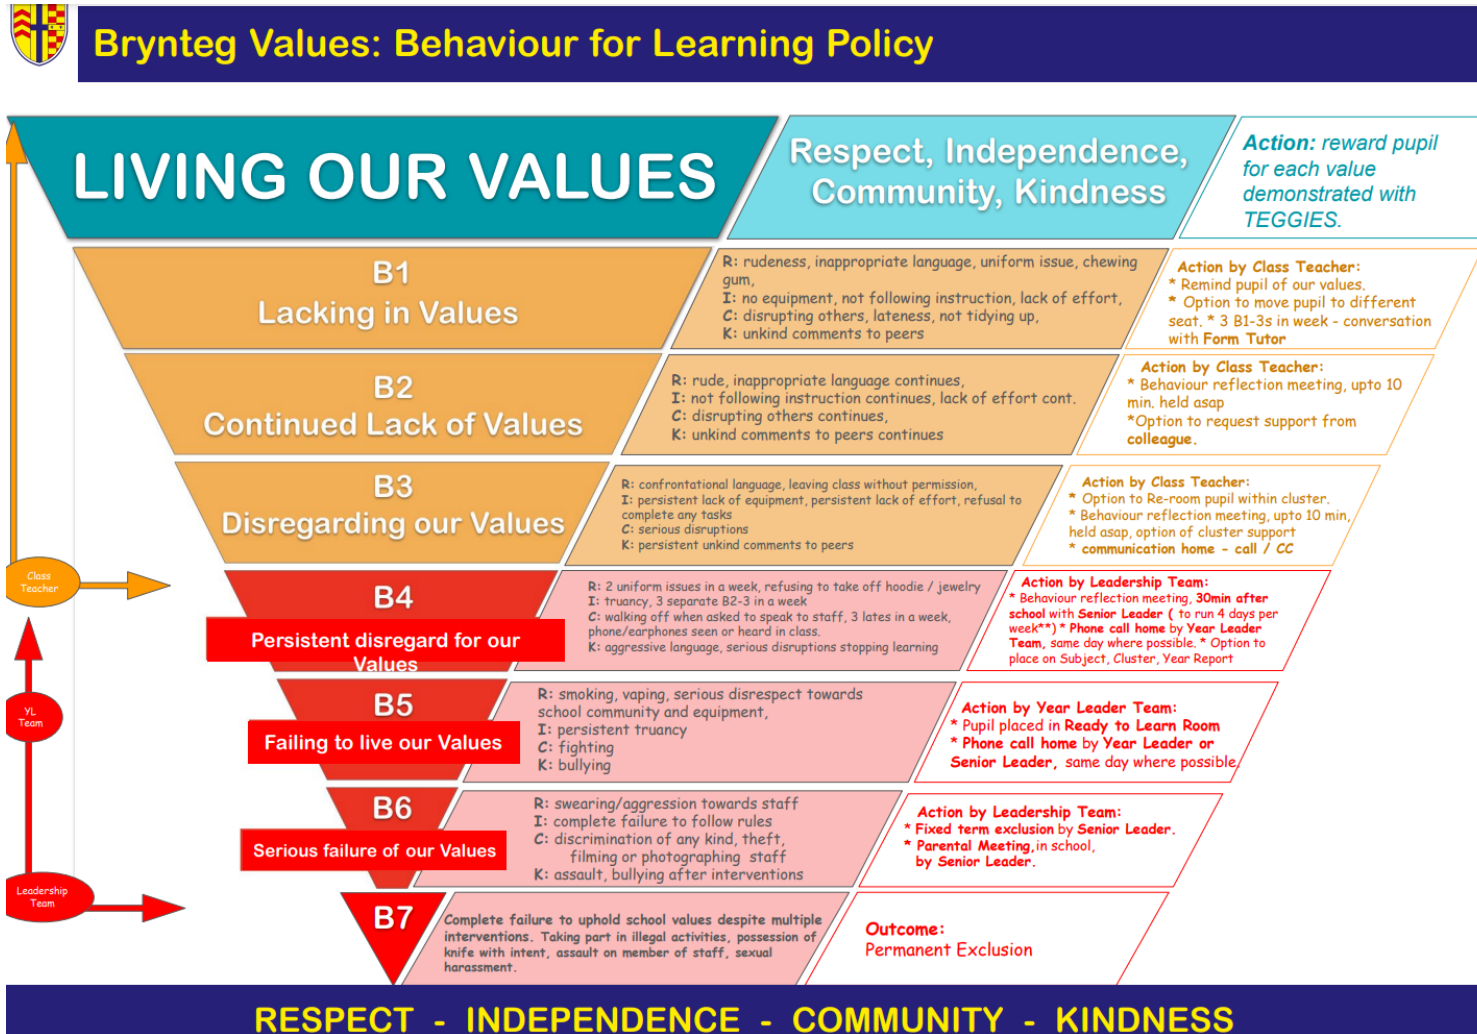 Brynteg Values: Behaviour for Learning Policy
LIVING OUR VALUES
Respect, Independence,
Community, Kindness
Action: reward pupil
for each value
demonstrated with
TEGGIES.
B1
Lacking in Values
R: rudeness, inappropriate language, uniform issue, chewing
gum,
I: no equipment, not following instruction, lack of effort,
C: disrupting others, lateness, not tidying up,
K: unkind comments to peers
Action by Class Teacher:
* Remind pupil of our values.
* Option to move pupil to different
seat. * 3 B1-3s in week - conversation
with Form Tutor
B2
Continued Lack of Values
R: rude, inappropriate language continues,
I: not following instruction continues, lack of effort cont.
C: disrupting others continues,
K: unkind comments to peers continues
Action by Class Teacher:
* Behaviour reflection meeting, upto 10
min. held asap
*Option to request support from
colleague.
B3
Disregarding our Values
R: confrontational language, leaving class without permission,
I: persistent lack of equipment, persistent lack of effort, refusal to
complete any tasks
C: serious disruptions
K: persistent unkind comments to peers
Action by Class Teacher:
* Option to Re-room pupil within cluster.
* Behaviour reflection meeting, upto 10 min,
held asap, option of cluster support
* communication home - call / CC
Class
Teacher
B4
Persistent disregard for our
Values
R: 2 uniform issues in a week, refusing to take off hoodie / jewelry
I: truancy, 3 separate B2-3 in a week
C: walking off when asked to speak to staff, 3 lates in a week,
phone/earphones seen or heard in class.
K: aggressive language, serious disruptions stopping learning
Action by Leadership Team:
* Behaviour reflection meeting, 30min after
school with Senior Leader ( to run 4 days per
week**) * Phone call home by Year Leader
Team, same day where possible. * Option to
place on Subject, Cluster, Year Report
YL
Team
B5
Failing to live our Values
R: smoking, vaping, serious disrespect towards
school community and equipment,
I: persistent truancy
C: fighting
K: bullying
Action by Year Leader Team:
* Pupil placed in Ready to Learn Room
* Phone call home by Year Leader or
Senior Leader, same day where possible.
B6
Serious failure of our Values
R: swearing/aggression towards staff
I: complete failure to follow rules
C: discrimination of any kind, theft,
filming or photographing staff
K: assault, bullying after interventions
Action by Leadership Team:
* Fixed term exclusion by Senior Leader.
* Parental Meeting, in school,
by Senior Leader.
Leadership
Team
B7
Complete failure to uphold school values despite multiple
interventions. Taking part in illegal activities, possession of
knife with intent, assault on member of staff, sexual
harassment.
Outcome:
Permanent Exclusion
RESPECT - INDEPENDENCE - COMMUNITY - KINDNESS